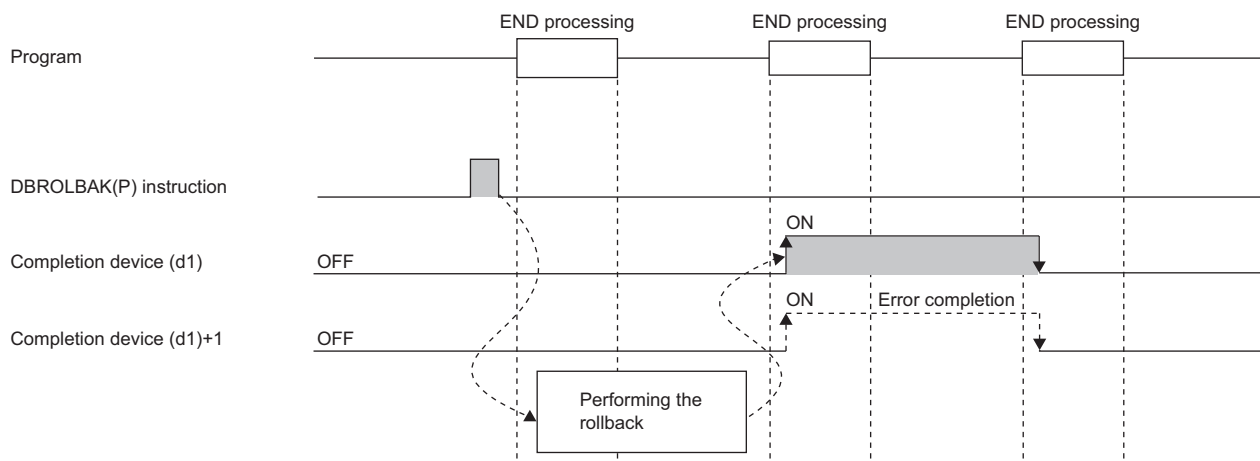 END processing
END processing
END processing
Program
DBROLBAK(P) instruction
ON
Completion device (d1)
OFF
ON
Error completion
Completion device (d1)+1
OFF
Performing the
rollback